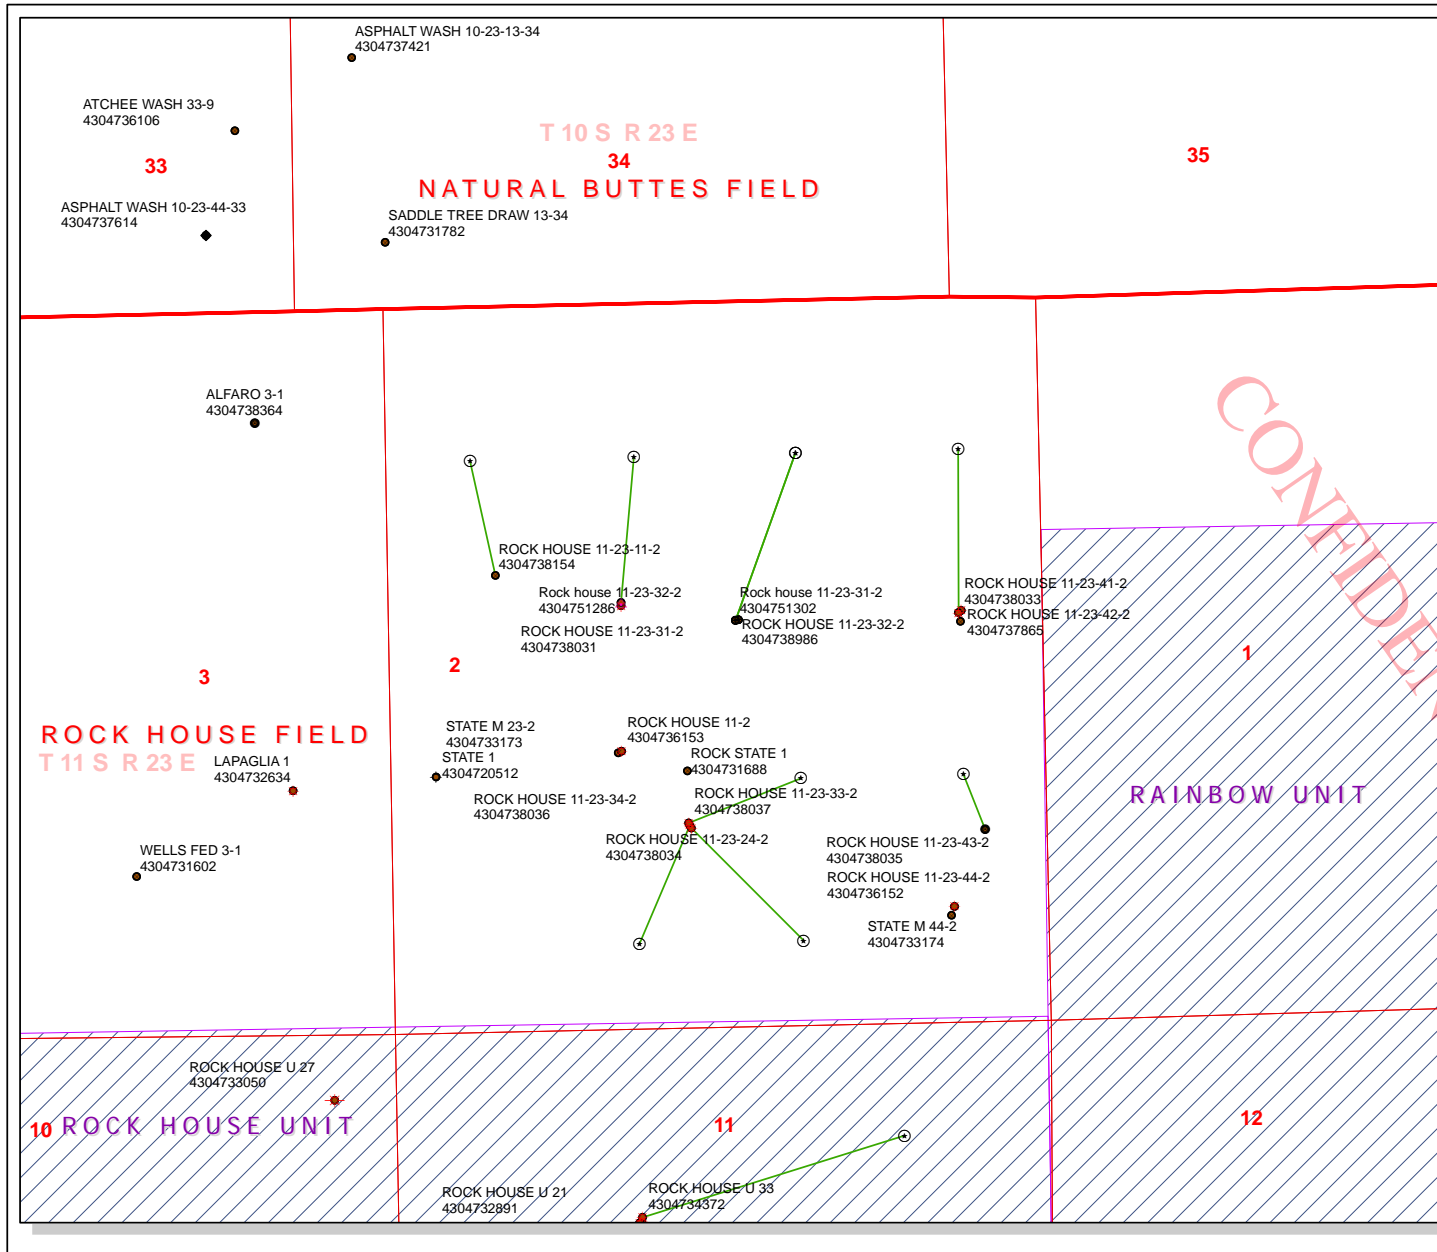 ASPHALT WASH 10-23-13-34
4304737421
ATCHEE WASH 33-9
4304736106
T 10 S R 23 E
33
34
35
NATURAL BUTTES FIELD
ASPHALT WASH 10-23-44-33
4304737614
SADDLE TREE DRAW 13-34
4304731782
ALFARO 3-1
4304738364
ROCK HOUSE 11-23-11-2
4304738154
Rock house 11-23-32-2
4304751286
ROCK HOUSE 11-23-31-2
4304738031
Rock house 11-23-31-2
4304751302
ROCK HOUSE 11-23-32-2
4304738986
ROCK HOUSE 11-23-41-2
4304738033
ROCK HOUSE 11-23-42-2
4304737865
3
2
1
ROCK HOUSE FIELD
T 11 S R 23 E
LAPAGLIA 1
4304732634
STATE M 23-2
4304733173
STATE 1
4304720512
ROCK HOUSE 11-2
4304736153
ROCK STATE 1
4304731688
ROCK HOUSE 11-23-34-2
4304738036
ROCK HOUSE 11-23-33-2
4304738037
ROCK HOUSE 11-23-24-2
4304738034
RAINBOW UNIT
WELLS FED 3-1
4304731602
ROCK HOUSE 11-23-43-2
4304738035
ROCK HOUSE 11-23-44-2
4304736152
STATE M 44-2
4304733174
ROCK HOUSE U 27
4304733050
10
ROCK HOUSE UNIT
11
12
ROCK HOUSE U 21
4304732891
ROCK HOUSE U 33
4304734372